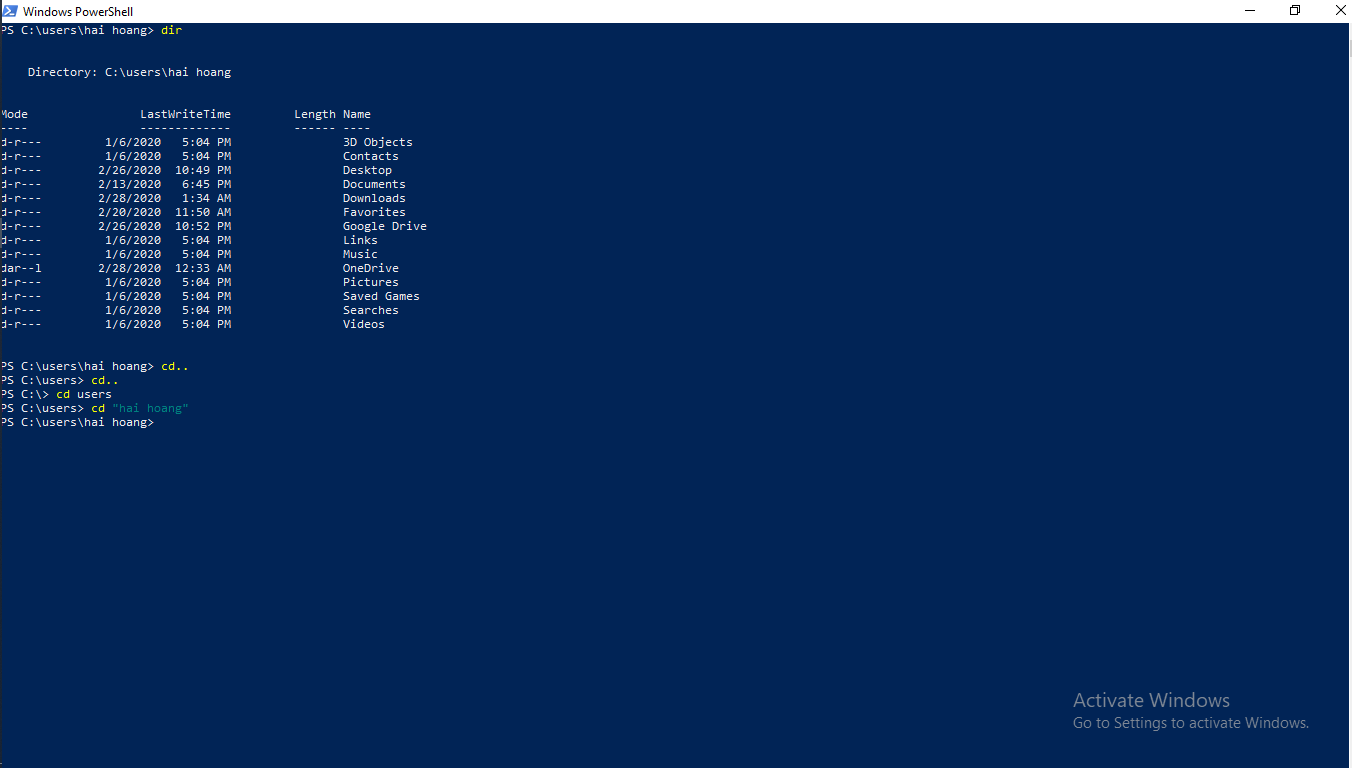 Windows PowerShell
PS C:\users\hai hoang> dir
Directory: C:\users\hai hoang
Mode LastWriteTime Length Name
---- ------------- ------ ----
d-r--- 1/6/2020 5:04 PM 3D Objects
d-r--- 1/6/2020 5:04 PM Contacts
d-r--- 2/26/2020 10:49 PM Desktop
d-r--- 2/13/2020 6:45 PM Documents
d-r--- 2/28/2020 1:34 AM Downloads
d-r--- 2/20/2020 11:50 AM Favorites
d-r--- 2/26/2020 10:52 PM Google Drive
d-r--- 1/6/2020 5:04 PM Links
d-r--- 1/6/2020 5:04 PM Music
dar--l 2/28/2020 12:33 AM OneDrive
d-r--- 1/6/2020 5:04 PM Pictures
d-r--- 1/6/2020 5:04 PM Saved Games
d-r--- 1/6/2020 5:04 PM Searches
d-r--- 1/6/2020 5:04 PM Videos
PS C:\users\hai hoang> cd..
PS C:\users> cd..
PS C:\> cd users
PS C:\users> cd "hai hoang"
PS C:\users\hai hoang>
Activate Windows
Go to Settings to activate Windows.